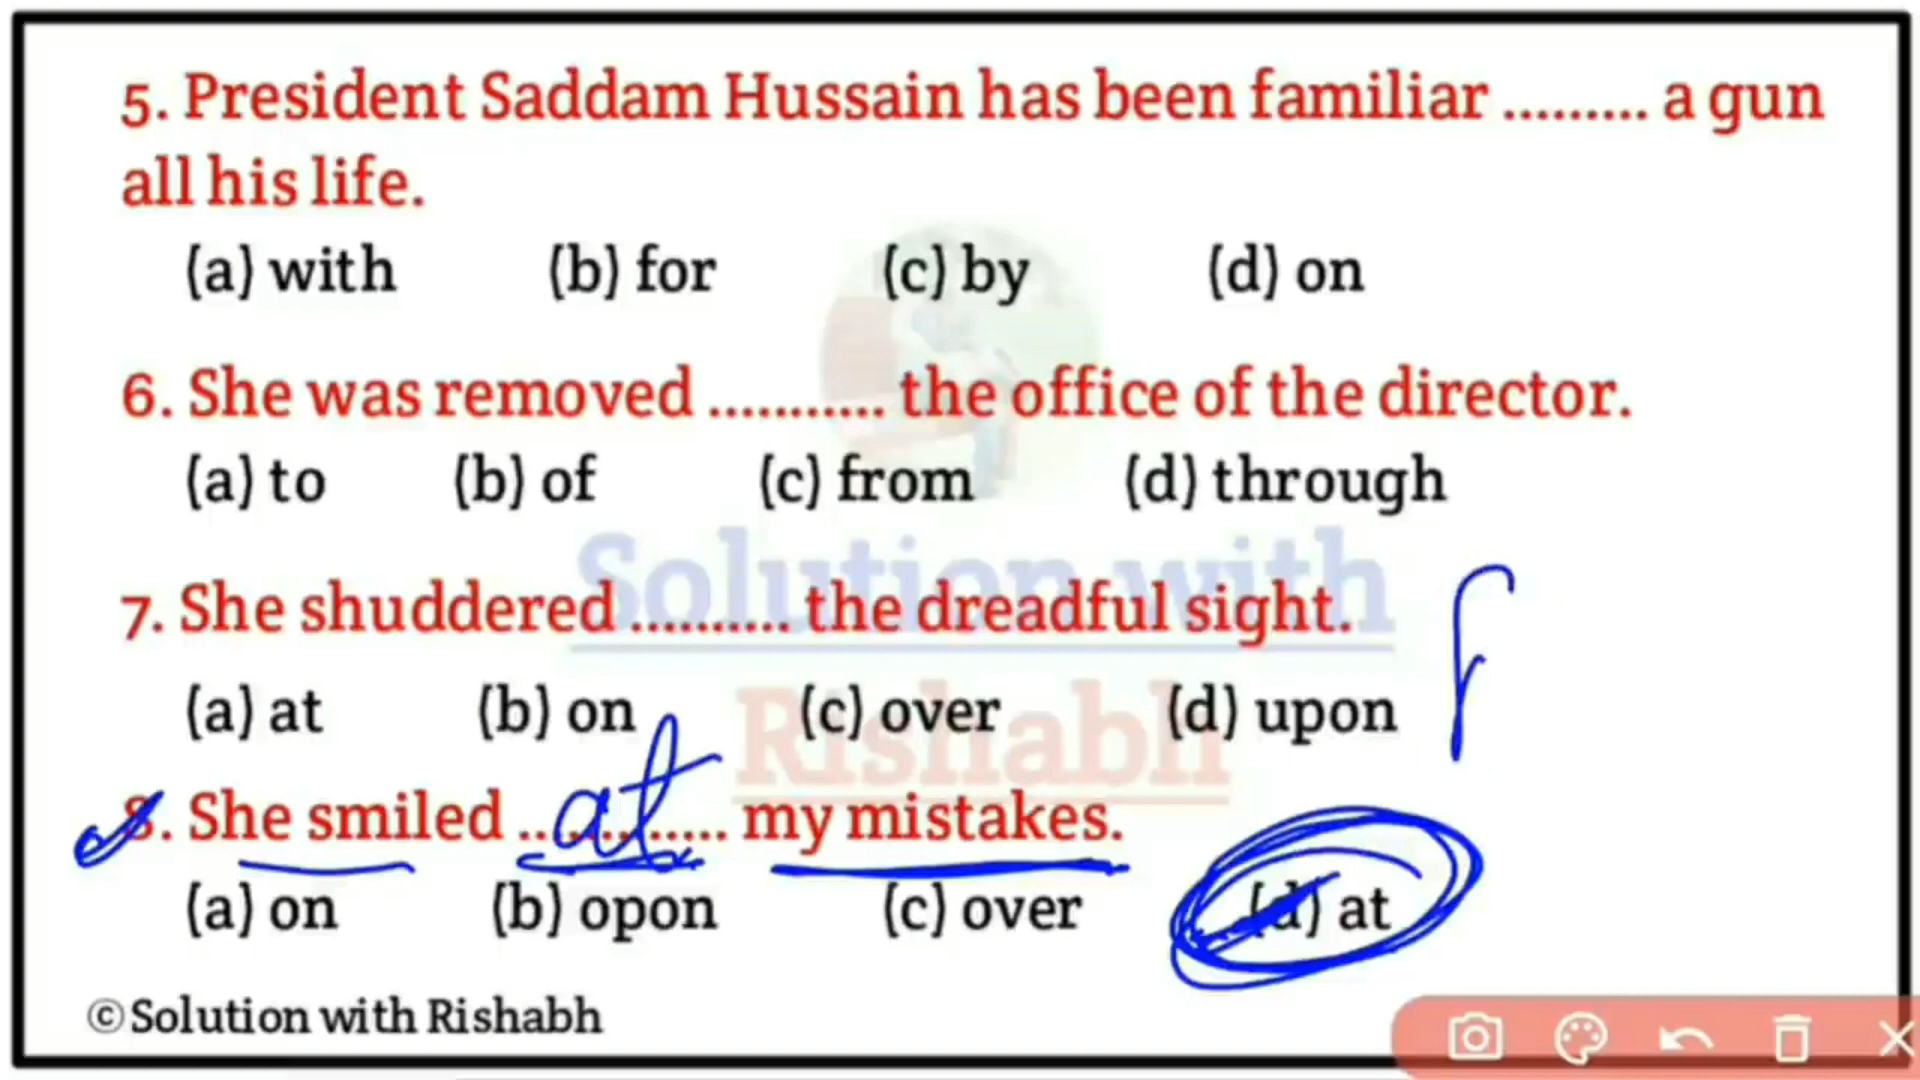 5. President Saddam Hussain has been familiar ......... a gun
all his life.
(a) with (b) for (c) by (d) on
6. She was removed ........... the office of the director.
(a) to (b) of (c) from (d) through
Solution with
7. She shuddered .......... the dreadful sight.
(a) at (b) on (c) over (d) upon
Rishabh
8. She smiled ..at.... my mistakes.
(a) on (b) opon (c) over (d) at
©Solution with Rishabh